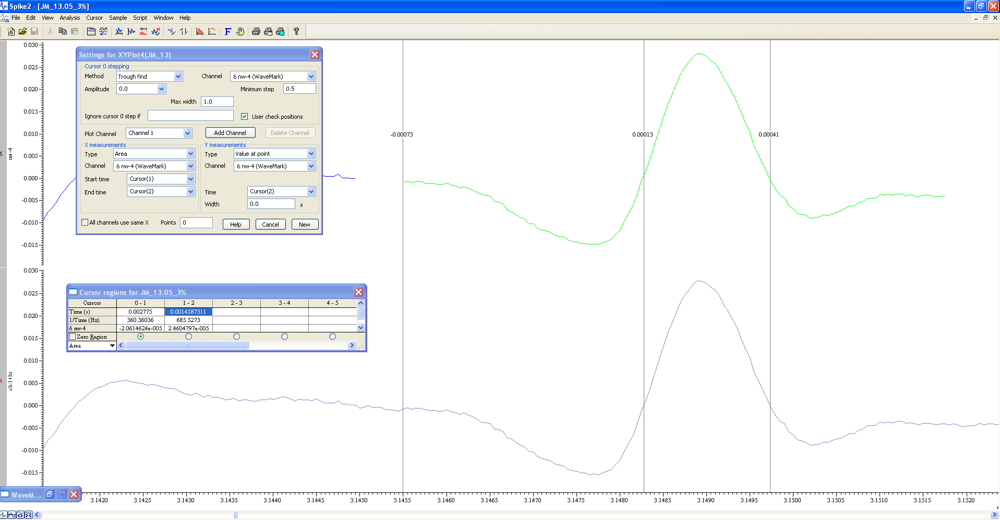 Spike2 - [JM_13.05_3%]
File Edit View Analysis Cursor Sample Script Window Help
F ?
Settings for XYPlot4(JM_13)
Cursor 0 stepping
Method Trough find Channel 6 nw-4 (WaveMark)
Amplitude 0.0 Minimum step 0.5
Max width 1.0
Ignore cursor 0 step if User check positions
Plot Channel Channel 1 Add Channel Delete Channel
X measurements Y measurements
Type Area Type Value at point
Channel 6 nw-4 (WaveMark) Channel 6 nw-4 (WaveMark)
Start time Cursor(1)
End time Cursor(2) Time Cursor(2)
Width 0.0 s
All channels use same X Points 0 Help Cancel New
0.030
0.025
0.020
0.015
0.010
0.005
0.000
-0.005
-0.010
-0.015
6 nw-4
-0.00073 0.00013 0.00041
0.030
0.025
0.020
0.015
0.010
0.005
0.000
-0.005
-0.010
-0.015
4 ch:1+hr
Cursor regions for JM_13.05_3%
Cursors 0 - 1 1 - 2 2 - 3 3 - 4 4 - 5
Time (s) 0.002775 0.0014587311
1/Time (Hz) 360.36036 685.5273
6 nw-4 -2.0614624e-005 2.4604797e-005
Zero Region
Area
WaveM...
3.1420 3.1425 3.1430 3.1435 3.1440 3.1445 3.1450 3.1455 3.1460 3.1465 3.1470 3.1475 3.1480 3.1485 3.1490 3.1495 3.1500 3.1505 3.1510 3.1515 3.1520
s